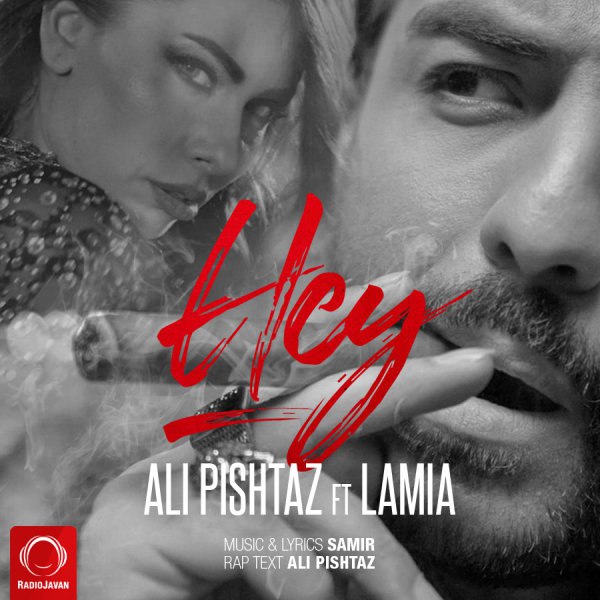 Hey
ALI PISHTAZ FT LAMIA
MUSIC & LYRICS SAMIR
RAP TEXT ALI PISHTAZ
RADIOJAVAN